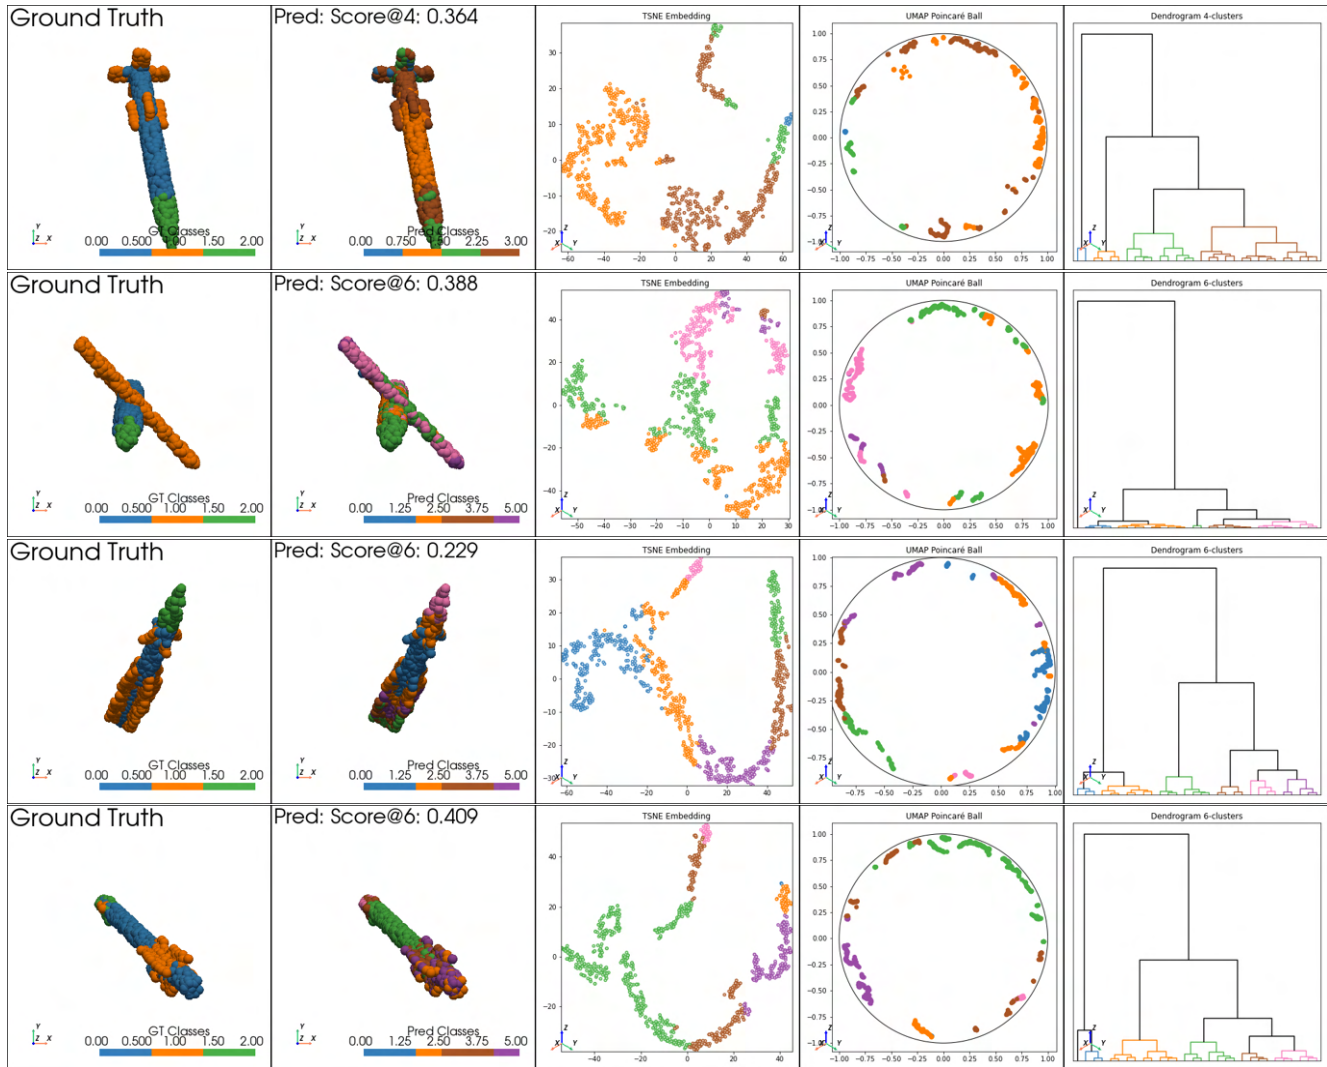 Ground Truth
Pred: Score@4: 0.364
TSNE Embedding
UMAP Poincaré Ball
Dendrogram 4-clusters
GT Classes
0.00 0.500 1.00 1.50 2.00
Pred Classes
0.00 0.750 1.50 2.25 3.00
Ground Truth
Pred: Score@6: 0.388
TSNE Embedding
UMAP Poincaré Ball
Dendrogram 6-clusters
GT Classes
0.00 0.500 1.00 1.50 2.00
Pred Classes
0.00 1.25 2.50 3.75 5.00
Ground Truth
Pred: Score@6: 0.229
TSNE Embedding
UMAP Poincaré Ball
Dendrogram 6-clusters
GT Classes
0.00 0.500 1.00 1.50 2.00
Pred Classes
0.00 1.25 2.50 3.75 5.00
Ground Truth
Pred: Score@6: 0.409
TSNE Embedding
UMAP Poincaré Ball
Dendrogram 6-clusters
GT Classes
0.00 0.500 1.00 1.50 2.00
Pred Classes
0.00 1.25 2.50 3.75 5.00